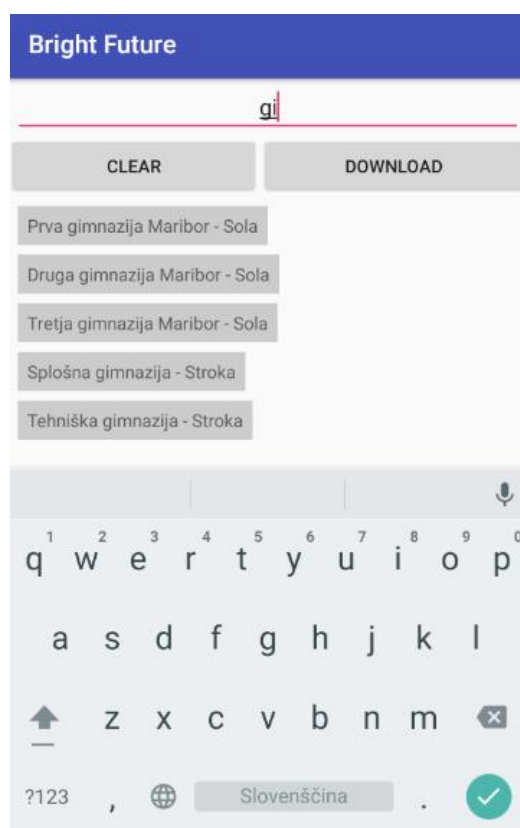 Bright Future
gi
CLEAR DOWNLOAD
Prva gimnazija Maribor - Sola
Druga gimnazija Maribor - Sola
Tretja gimnazija Maribor - Sola
Splošna gimnazija - Stroka
Tehniška gimnazija - Stroka
1 2 3 4 5 6 7 8 9 0
q w e r t y u i o p
a s d f g h j k l
z x c v b n m
?123 , Slovenščina .